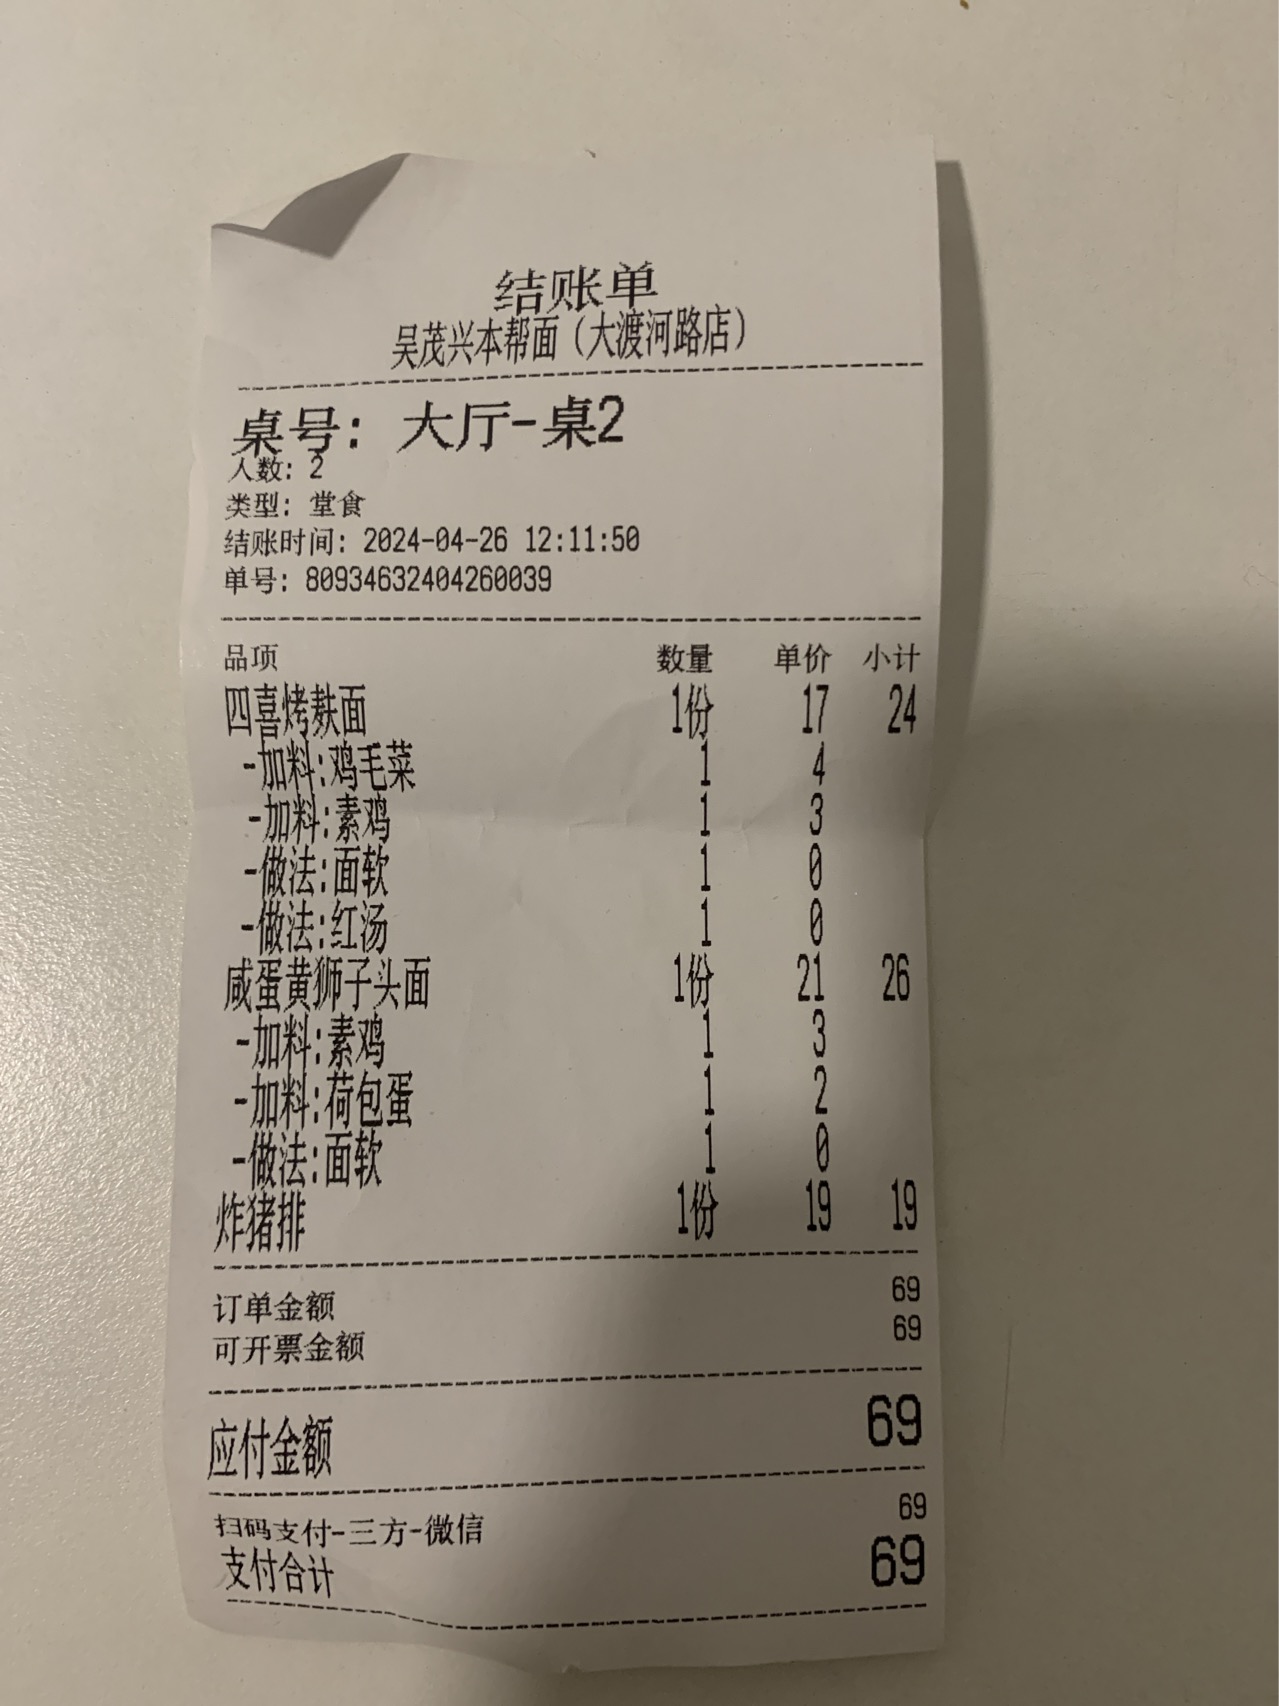 结账单
吴茂兴本帮面（大渡河路店）
桌号: 大厅-桌2
人数: 2
类型: 堂食
结账时间: 2024-04-26 12:11:50
单号: 80934632404260039
品项 数量 单价 小计
四喜烤麸面 1份 17 24
-加料:鸡毛菜 1 4
-加料:素鸡 1 3
-做法:面软 1 0
-做法:红汤 1 0
咸蛋黄狮子头面 1份 21 26
-加料:素鸡 1 3
-加料:荷包蛋 1 2
-做法:面软 1 0
炸猪排 1份 19 19
订单金额 69
可开票金额 69
应付金额 69
扫码支付-三方-微信 69
支付合计 69